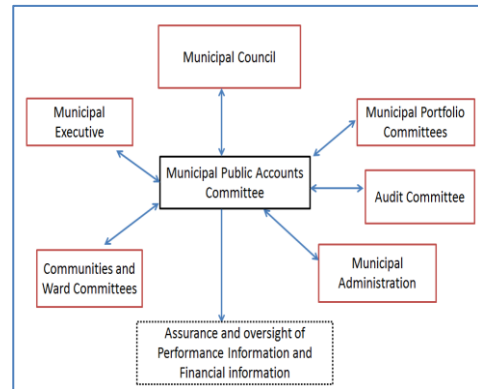 Municipal Council
Municipal
Executive
Municipal Portfolio
Committees
Municipal Public Accounts
Committee
Audit Committee
Communities and
Ward Committees
Municipal
Administration
Assurance and oversight of
Performance Information and
Financial information